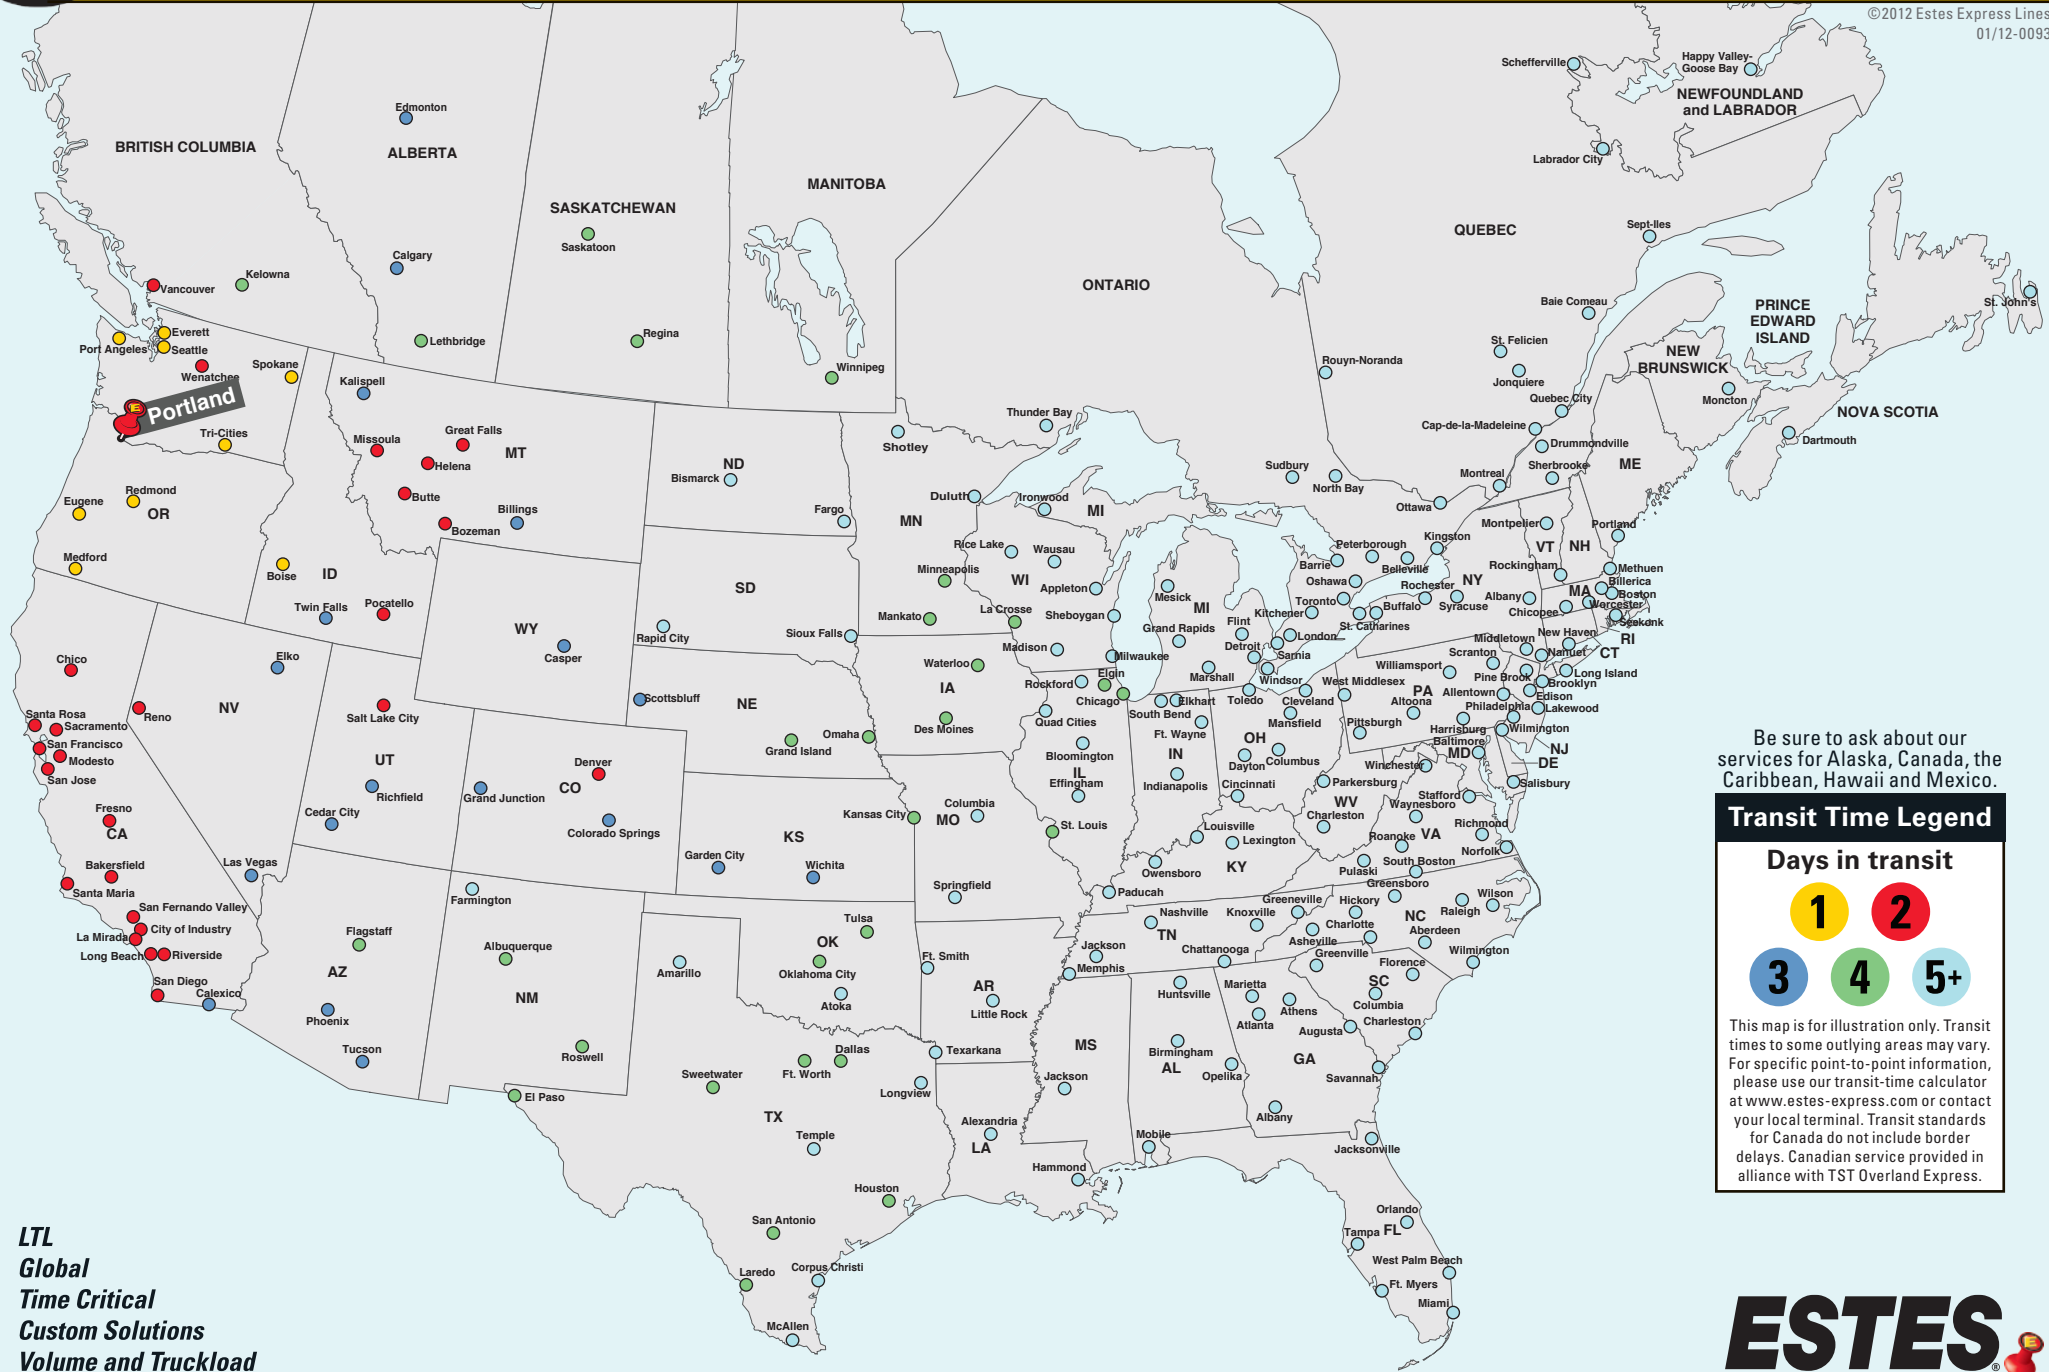 ©2012 Estes Express Lines
01/12-0093
Schefferville
Happy Valley-
Goose Bay
NEWFOUNDLAND
and LABRADOR
Labrador City
Edmonton
BRITISH COLUMBIA
ALBERTA
MANITOBA
SASKATCHEWAN
Saskatoon
QUEBEC
Sept-Iles
Calgary
Kelowna
Vancouver
ONTARIO
Baie Comeau
St. John's
PRINCE
EDWARD
ISLAND
Everett
Port Angeles
Seattle
Lethbridge
Regina
St. Felicien
NEW
BRUNSWICK
Wenatchee
Spokane
Winnipeg
Rouyn-Noranda
Jonquiere
Kalispell
Moncton
Quebec City
Portland
E
Thunder Bay
NOVA SCOTIA
Cap-de-la-Madeleine
Tri-Cities
Missoula
Great Falls
MT
Shotley
Drummondville
Dartmouth
Helena
ND
Bismarck
Sudbury
North Bay
Montreal
Sherbrooke
ME
Redmond
Eugene
OR
Butte
Billings
Bozeman
Fargo
Duluth
Ironwood
MI
MN
Ottawa
Montpelier
Portland
VT
NH
Rice Lake
Wausau
Peterborough
Kingston
Medford
Boise
ID
Minneapolis
WI
Appleton
Barrie
Belleville
Rockingham
Methuen
SD
Mesick
MI
Oshawa
Rochester
NY
Billerica
MA
Boston
Twin Falls
Pocatello
Mankato
La Crosse
Sheboygan
Toronto
Kitchener
Buffalo
Syracuse
Albany
Chicopee
Worcester
Seekonk
WY
Casper
Rapid City
Sioux Falls
Madison
Milwaukee
Grand Rapids
Flint
Detroit
London
Sarnia
St. Catharines
Middletown
New Haven
RI
Nanuet
CT
Chico
Elko
Waterloo
Elgin
Rockford
Marshall
Windsor
Williamsport
Scranton
Pine Brook
Long Island
Brooklyn
Scottsbluff
NE
IA
Chicago
South Bend
Elkhart
Toledo
Cleveland
West Middlesex
PA
Altoona
Allentown
Edison
Philadelphia
Lakewood
Santa Rosa
Sacramento
Reno
NV
Salt Lake City
Des Moines
Quad Cities
Ft. Wayne
Mansfield
Pittsburgh
Harrisburg
Wilmington
San Francisco
Modesto
San Jose
UT
Grand Island
Omaha
Bloomington
IN
OH
Baltimore
MD
NJ
DE
Denver
CO
IL
Effingham
Indianapolis
Dayton
Columbus
Winchester
Cincinnati
Parkersburg
Salisbury
Fresno
CA
Richfield
Cedar City
Grand Junction
Colorado Springs
Kansas City
Columbia
MO
St. Louis
WV
Charleston
Stafford
Waynesboro
Richmond
Louisville
Lexington
Roanoke
VA
Norfolk
KS
Garden City
Wichita
Bakersfield
Las Vegas
Santa Maria
Owensboro
KY
Pulaski
South Boston
Greensboro
Farmington
Springfield
Paducah
San Fernando Valley
City of Industry
La Mirada
Long Beach
Riverside
Flagstaff
Albuquerque
Tulsa
OK
Oklahoma City
Nashville
TN
Knoxville
Greeneville
Hickory
Charlotte
NC
Raleigh
Wilson
Aberdeen
Asheville
Wilmington
AZ
Amarillo
Ft. Smith
Jackson
Memphis
Chattanooga
Greenville
Florence
San Diego
Calexico
NM
Atoka
AR
Little Rock
Huntsville
Marietta
Athens
SC
Columbia
Phoenix
Atlanta
Augusta
Charleston
Tucson
Roswell
Dallas
Ft. Worth
Texarkana
MS
Birmingham
AL
GA
Opelika
Savannah
Sweetwater
Longview
Jackson
El Paso
TX
Alexandria
LA
Albany
Temple
Mobile
Jacksonville
Hammond
Houston
San Antonio
Orlando
Tampa
FL
Laredo
Corpus Christi
West Palm Beach
Ft. Myers
Miami
McAllen
Be sure to ask about our
services for Alaska, Canada, the
Caribbean, Hawaii and Mexico.
Transit Time Legend
Days in transit
1 2
3 4 5+
This map is for illustration only. Transit
times to some outlying areas may vary.
For specific point-to-point information,
please use our transit-time calculator
at www.estes-express.com or contact
your local terminal. Transit standards
for Canada do not include border
delays. Canadian service provided in
alliance with TST Overland Express.
LTL
Global
Time Critical
Custom Solutions
Volume and Truckload
ESTES®
E